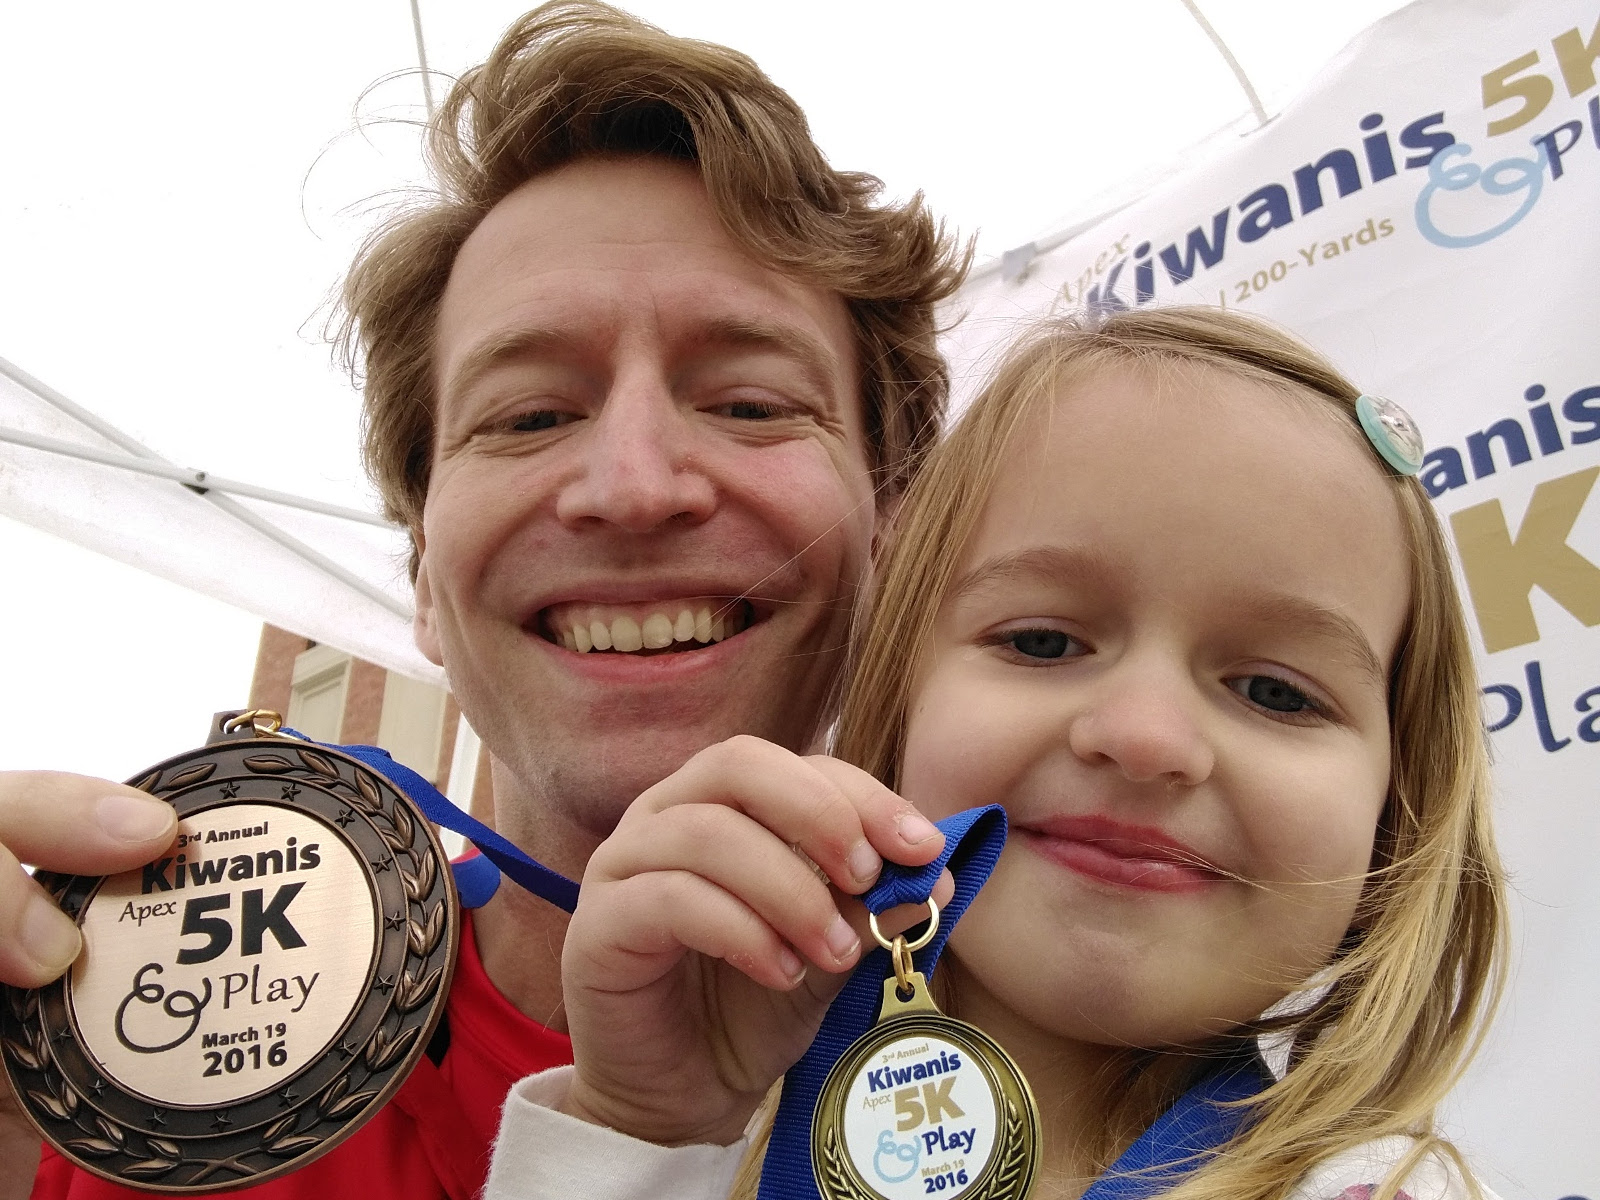 Apex
Kiwanis 5K
& Pl
| 200-Yards
anis
K
Pla
3rd Annual
Kiwanis
Apex 5K
& Play
March 19
2016
3rd Annual
Kiwanis
Apex 5K
& Play
March 19
2016